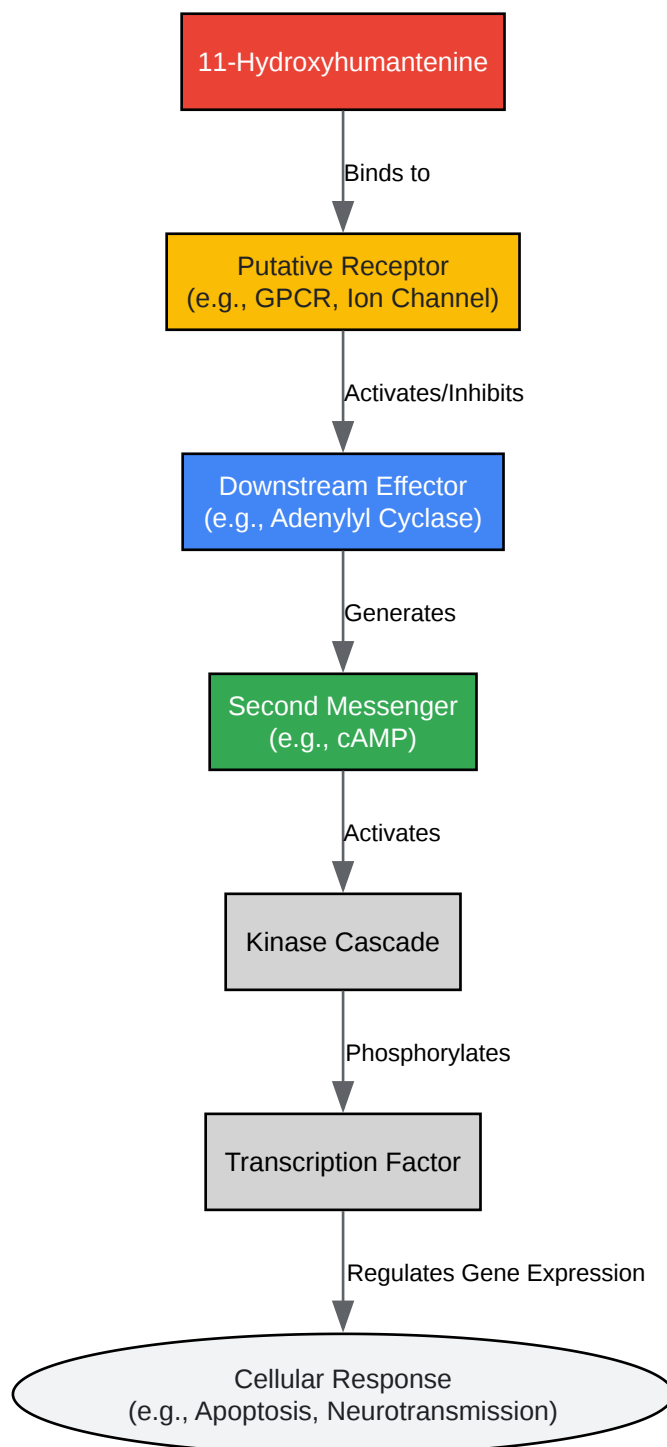 11-Hydroxyhumantenine
Binds to
Putative Receptor
(e.g., GPCR, Ion Channel)
Activates/Inhibits
Downstream Effector
(e.g., Adenylyl Cyclase)
Generates
Second Messenger
(e.g., cAMP)
Activates
Kinase Cascade
Phosphorylates
Transcription Factor
Regulates Gene Expression
Cellular Response
(e.g., Apoptosis, Neurotransmission)